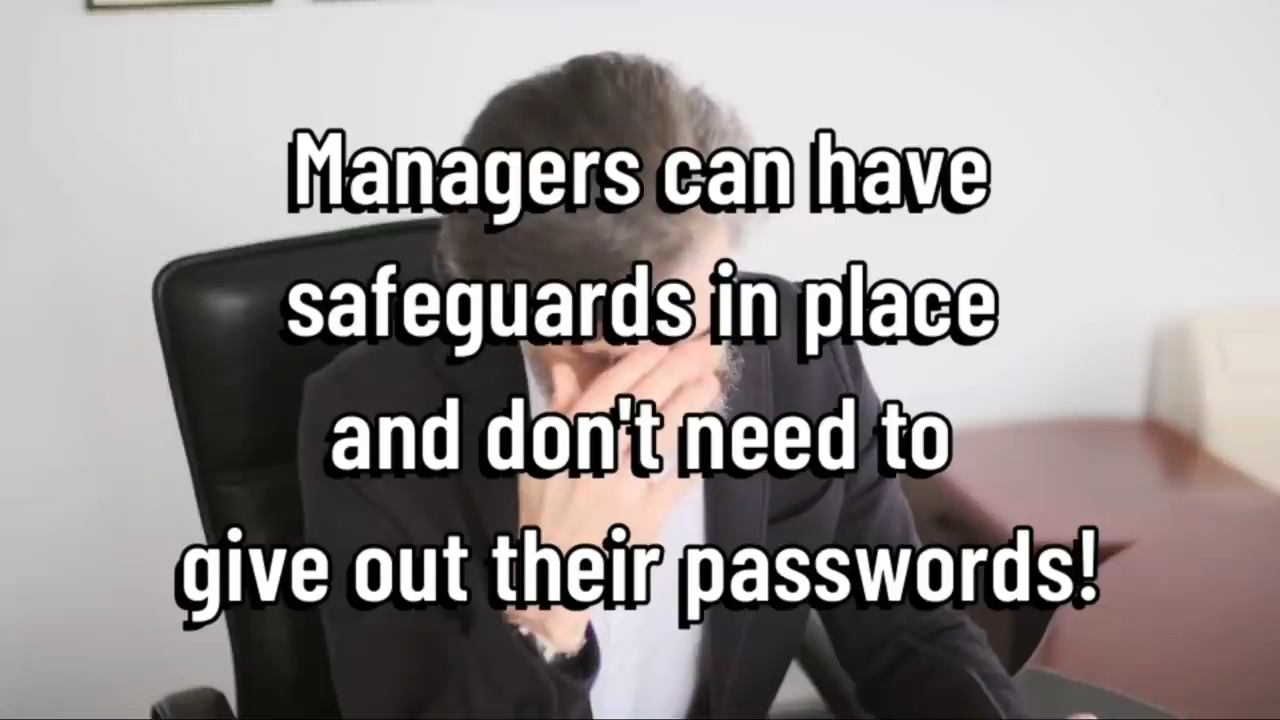 Managers can have
safeguards in place
and don't need to
give out their passwords!